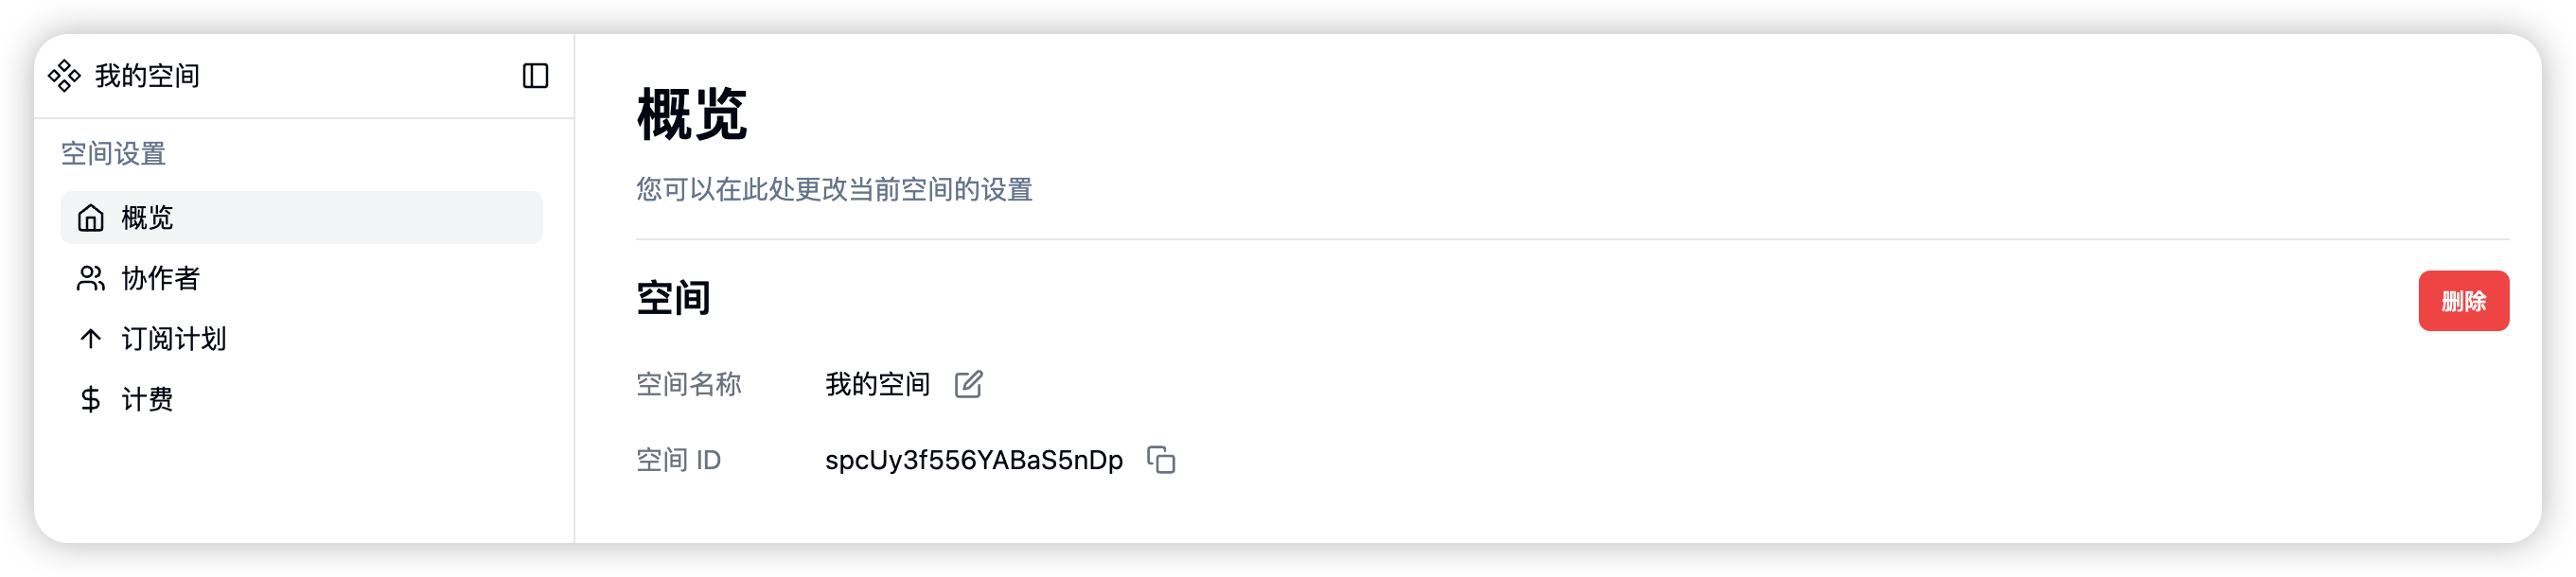 我的空间
空间设置
概览
协作者
订阅计划
计费
概览
您可以在此处更改当前空间的设置
空间
删除
空间名称 我的空间
空间 ID spcUy3f556YABaS5nDp